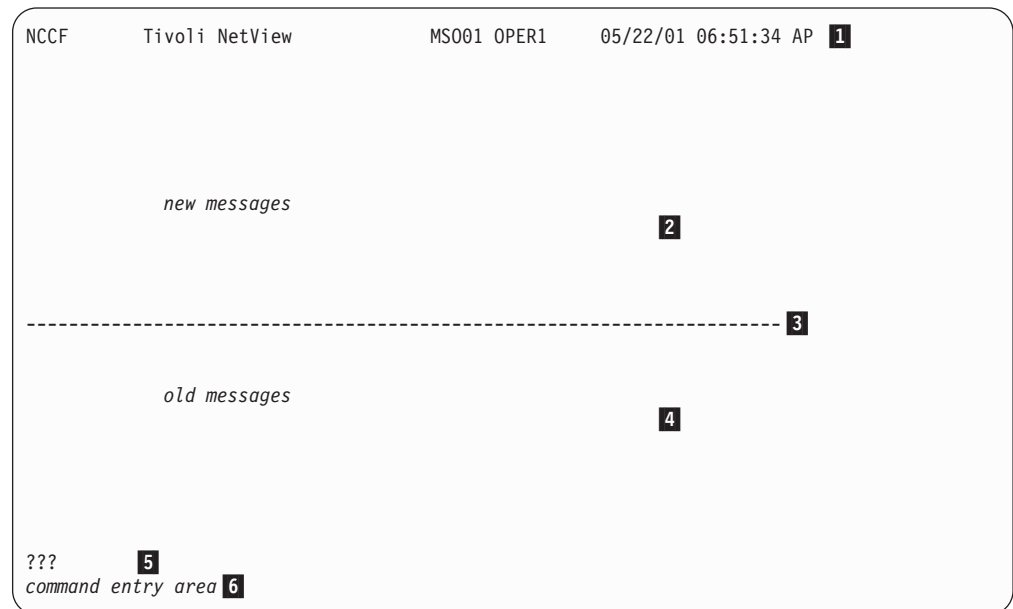 NCCF Tivoli NetView MSO01 OPER1 05/22/01 06:51:34 AP 1
new messages
2
------------------------------------------------------------------------ 3
old messages
4
??? 5
command entry area 6